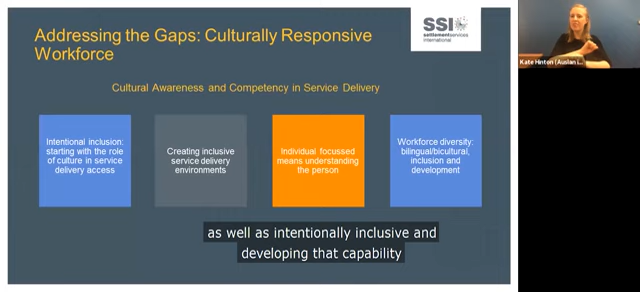 Addressing the Gaps: Culturally Responsive
Workforce
SSI
settlement services
international
Cultural Awareness and Competency in Service Delivery
Intentional inclusion:
starting with the role
of culture in service
delivery access
Creating inclusive
service delivery
environments
Individual focussed
means understanding
the person
Workforce diversity:
bilingual/bicultural,
inclusion and
development
as well as intentionally inclusive and
developing that capability
Kate Hinton (Auslan I...